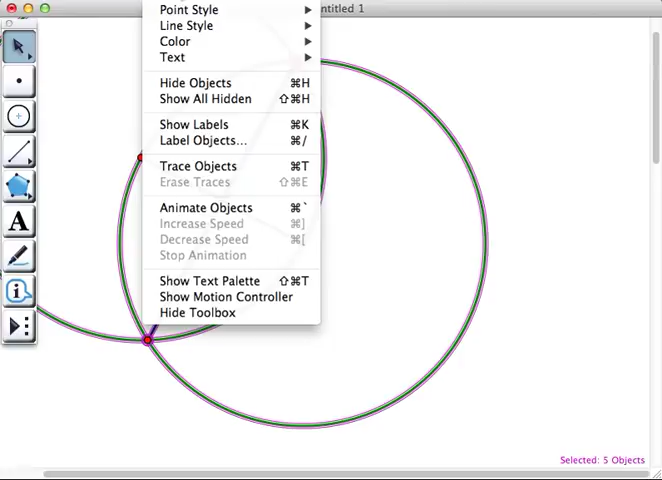 ntitled 1
Point Style
Line Style
Color
Text
Hide Objects ⌘H
Show All Hidden ⇧⌘H
Show Labels ⌘K
Label Objects... ⌘/
Trace Objects ⌘T
Erase Traces ⇧⌘E
Animate Objects ⌘`
Increase Speed ⌘]
Decrease Speed ⌘[
Stop Animation
Show Text Palette ⇧⌘T
Show Motion Controller
Hide Toolbox
A
Selected: 5 Objects